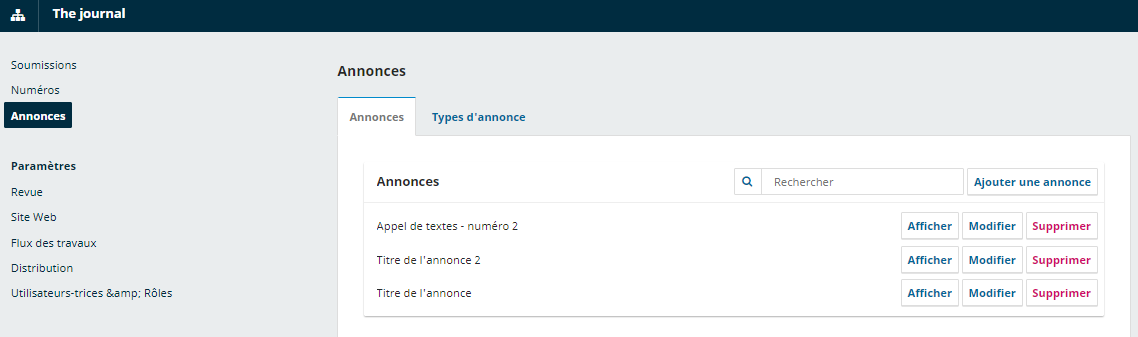 The journal
Soumissions
Numéros
Annonces
Paramètres
Revue
Site Web
Flux des travaux
Distribution
Utilisateurs-trices &amp; Rôles
Annonces
Annonces Types d'annonce
Annonces Rechercher Ajouter une annonce
Appel de textes - numéro 2 Afficher Modifier Supprimer
Titre de l'annonce 2 Afficher Modifier Supprimer
Titre de l'annonce Afficher Modifier Supprimer